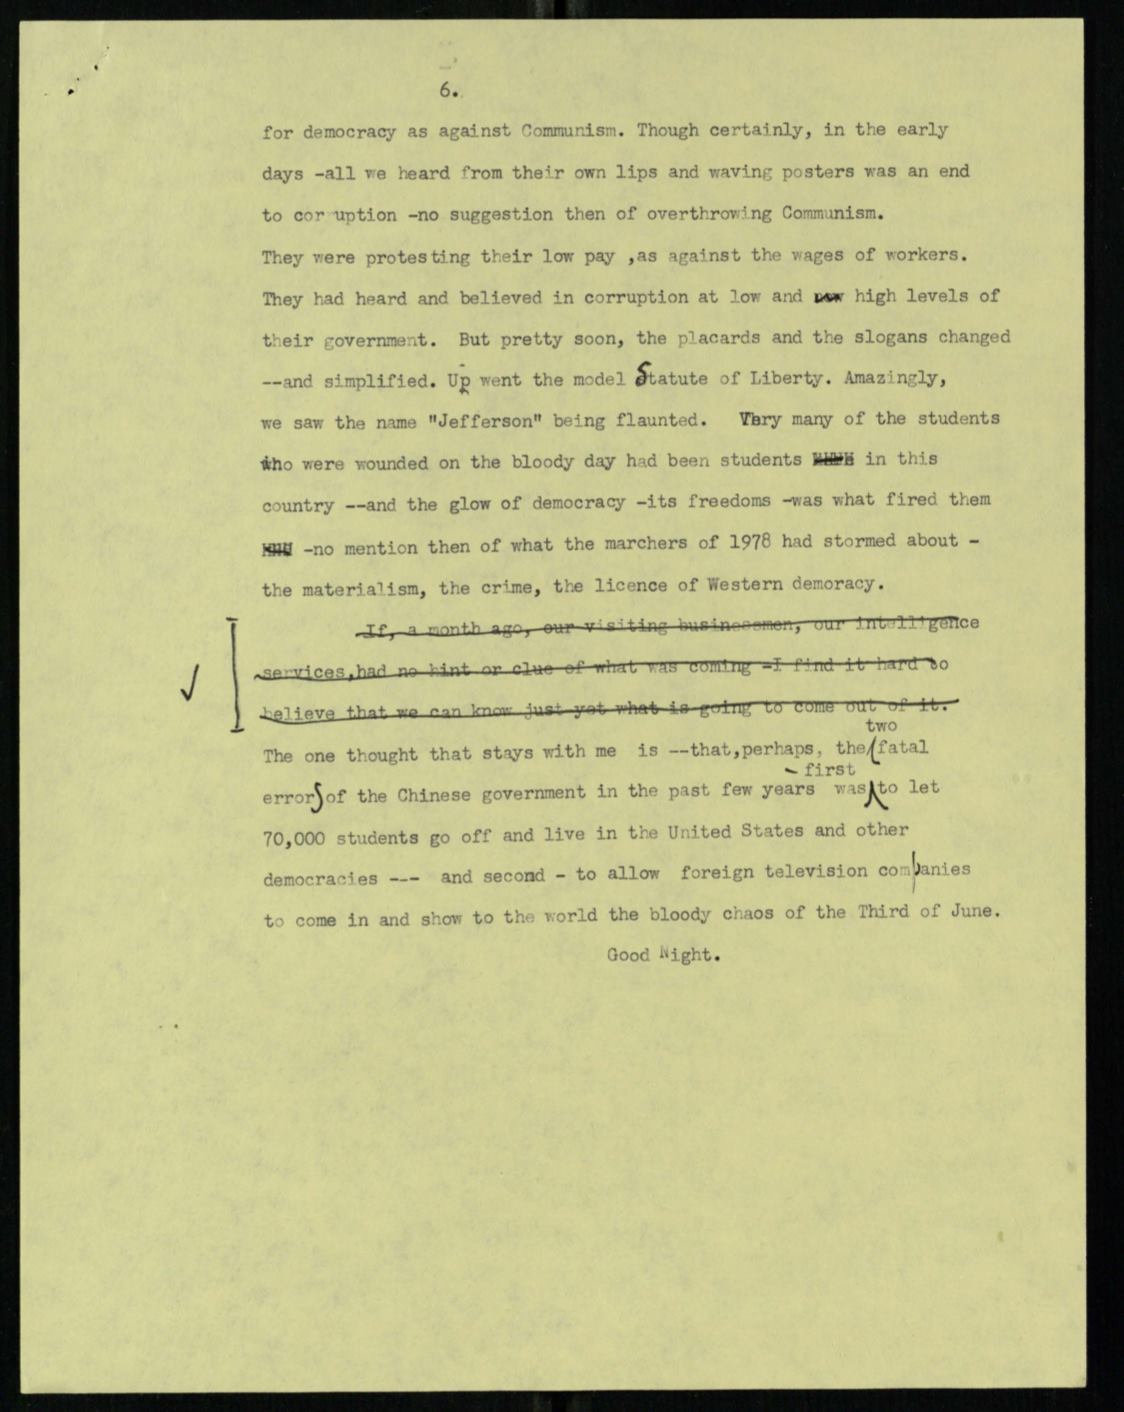 6.
for democracy as against Communism. Though certainly, in the early
days -all we heard from their own lips and waving posters was an end
to cor uption -no suggestion then of overthrowing Communism.
They were protesting their low pay ,as against the wages of workers.
They had heard and believed in corruption at low and high levels of
their government. But pretty soon, the placards and the slogans changed
--and simplified. Up went the model Statute of Liberty. Amazingly,
we saw the name "Jefferson" being flaunted. Very many of the students
who were wounded on the bloody day had been students in this
country --and the glow of democracy -its freedoms -was what fired them
-no mention then of what the marchers of 1978 had stormed about -
the materialism, the crime, the licence of Western demoracy.
If, a month ago, our visiting businessmen, our intelligence
services,had no hint or clue of what was coming -I find it hard to
believe that we can know just yet what is going to come out of it.
two
The one thought that stays with me is --that,perhaps, the fatal
- first
errors of the Chinese government in the past few years was to let
70,000 students go off and live in the United States and other
democracies --- and second - to allow foreign television companies
to come in and show to the world the bloody chaos of the Third of June.
Good Night.